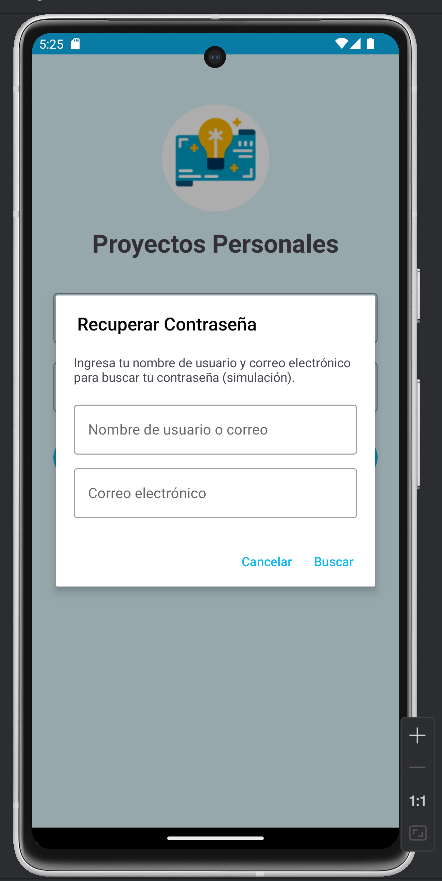 5:25
Proyectos Personales
Recuperar Contraseña
Ingresa tu nombre de usuario y correo electrónico
para buscar tu contraseña (simulación).
Nombre de usuario o correo
Correo electrónico
Cancelar Buscar
1:1